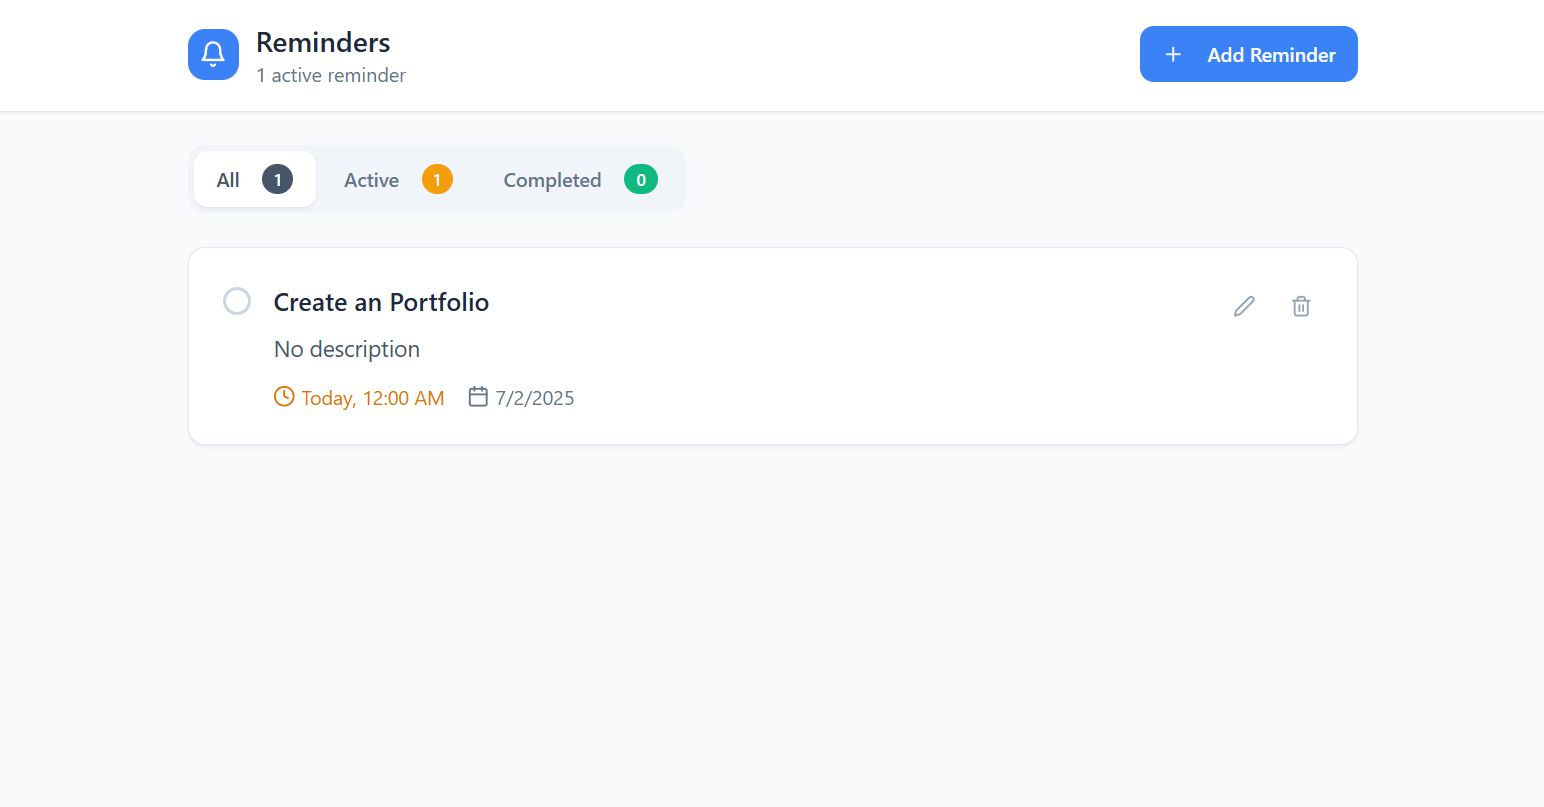 Reminders
1 active reminder
Add Reminder
All 1 Active 1 Completed 0
Create an Portfolio
No description
Today, 12:00 AM 7/2/2025